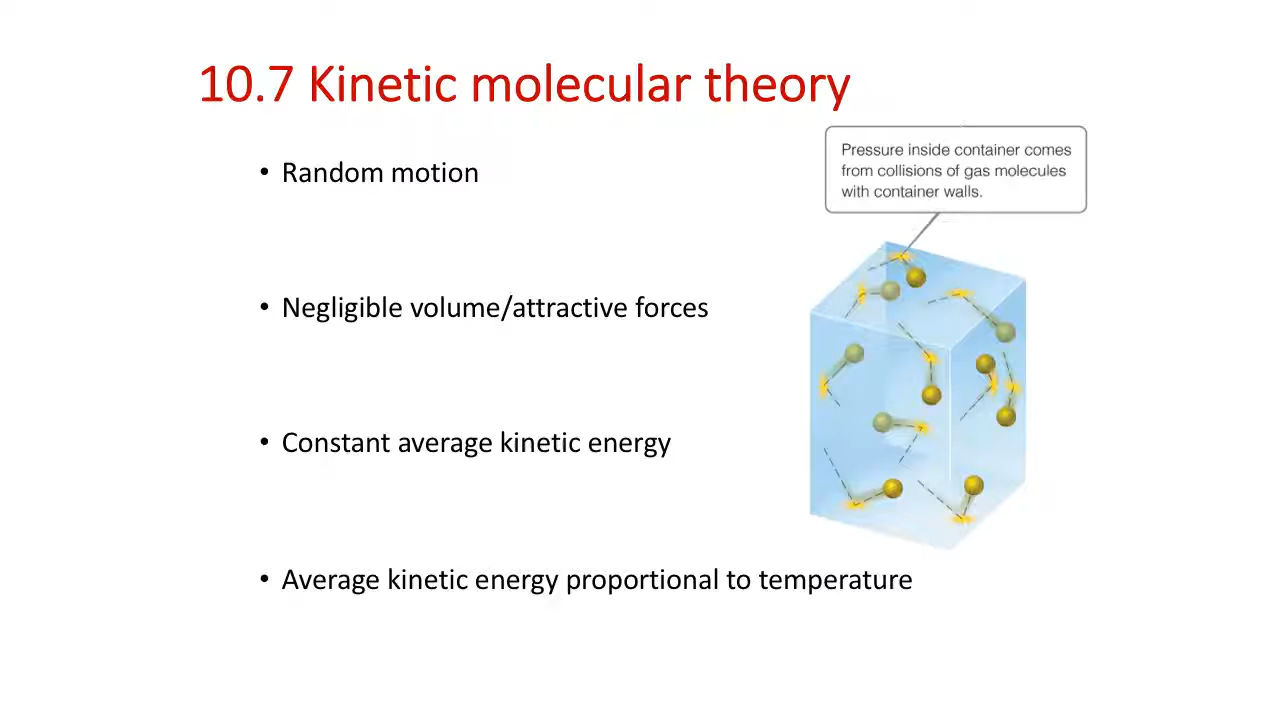 10.7 Kinetic molecular theory
• Random motion
• Negligible volume/attractive forces
• Constant average kinetic energy
• Average kinetic energy proportional to temperature
Pressure inside container comes
from collisions of gas molecules
with container walls.